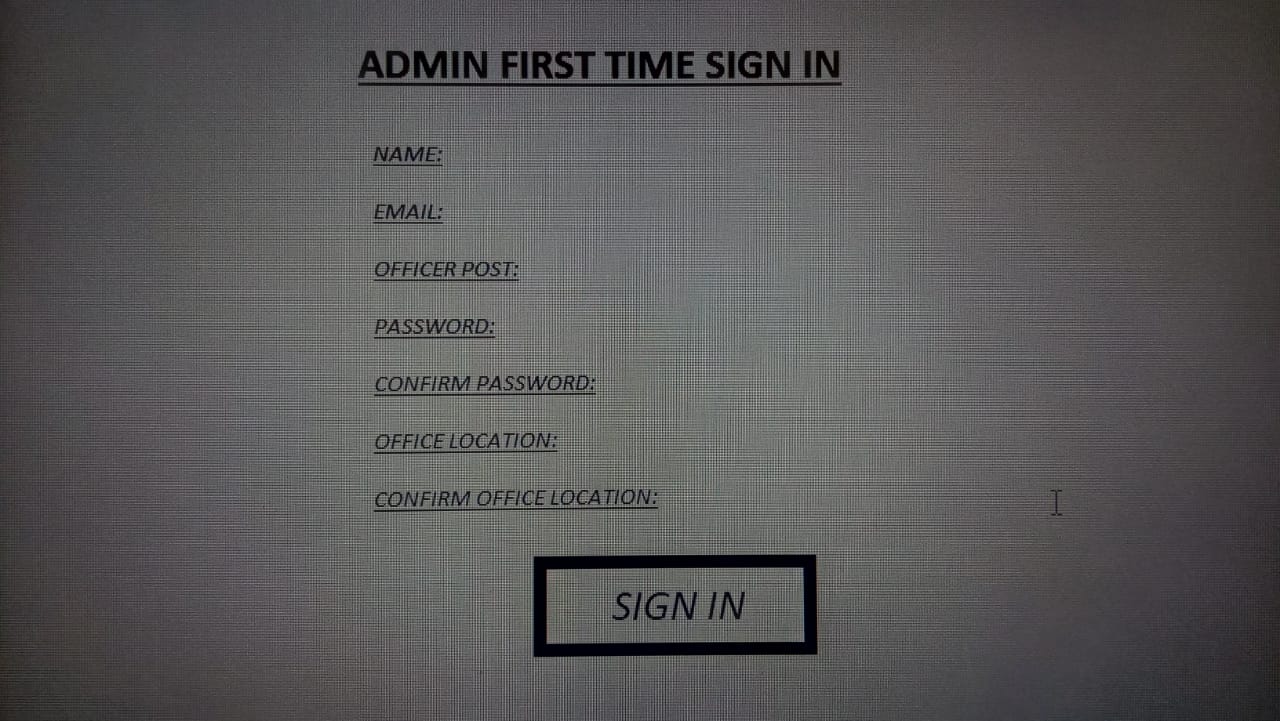 ADMIN FIRST TIME SIGN IN
NAME:
EMAIL:
OFFICER POST:
PASSWORD:
CONFIRM PASSWORD:
OFFICE LOCATION:
CONFIRM OFFICE LOCATION:
SIGN IN